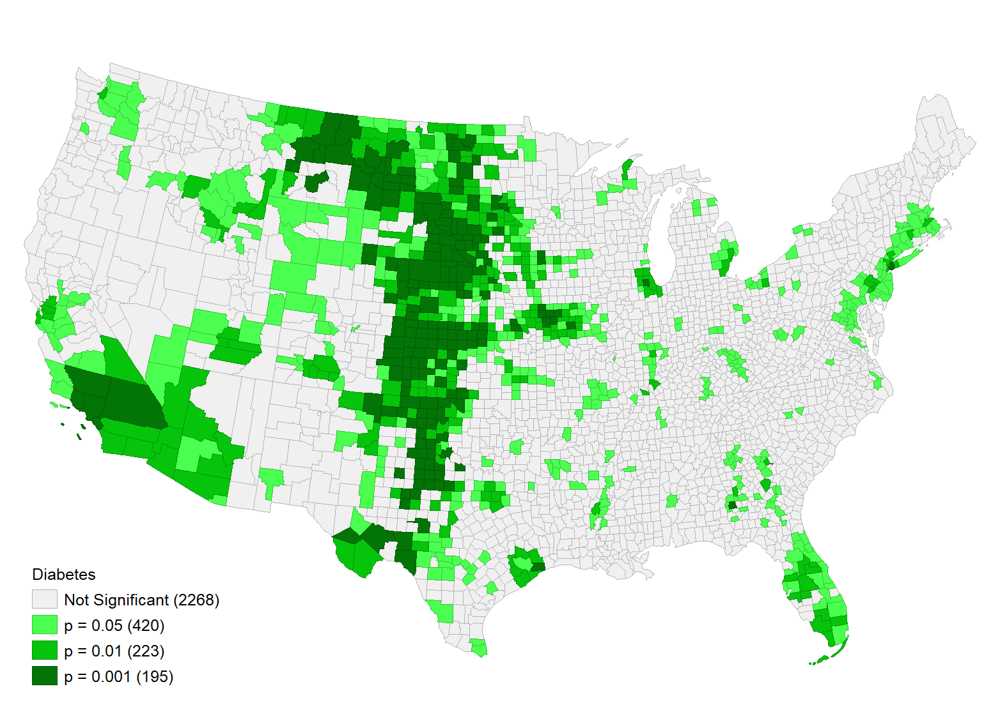 Diabetes
Not Significant (2268)
p = 0.05 (420)
p = 0.01 (223)
p = 0.001 (195)